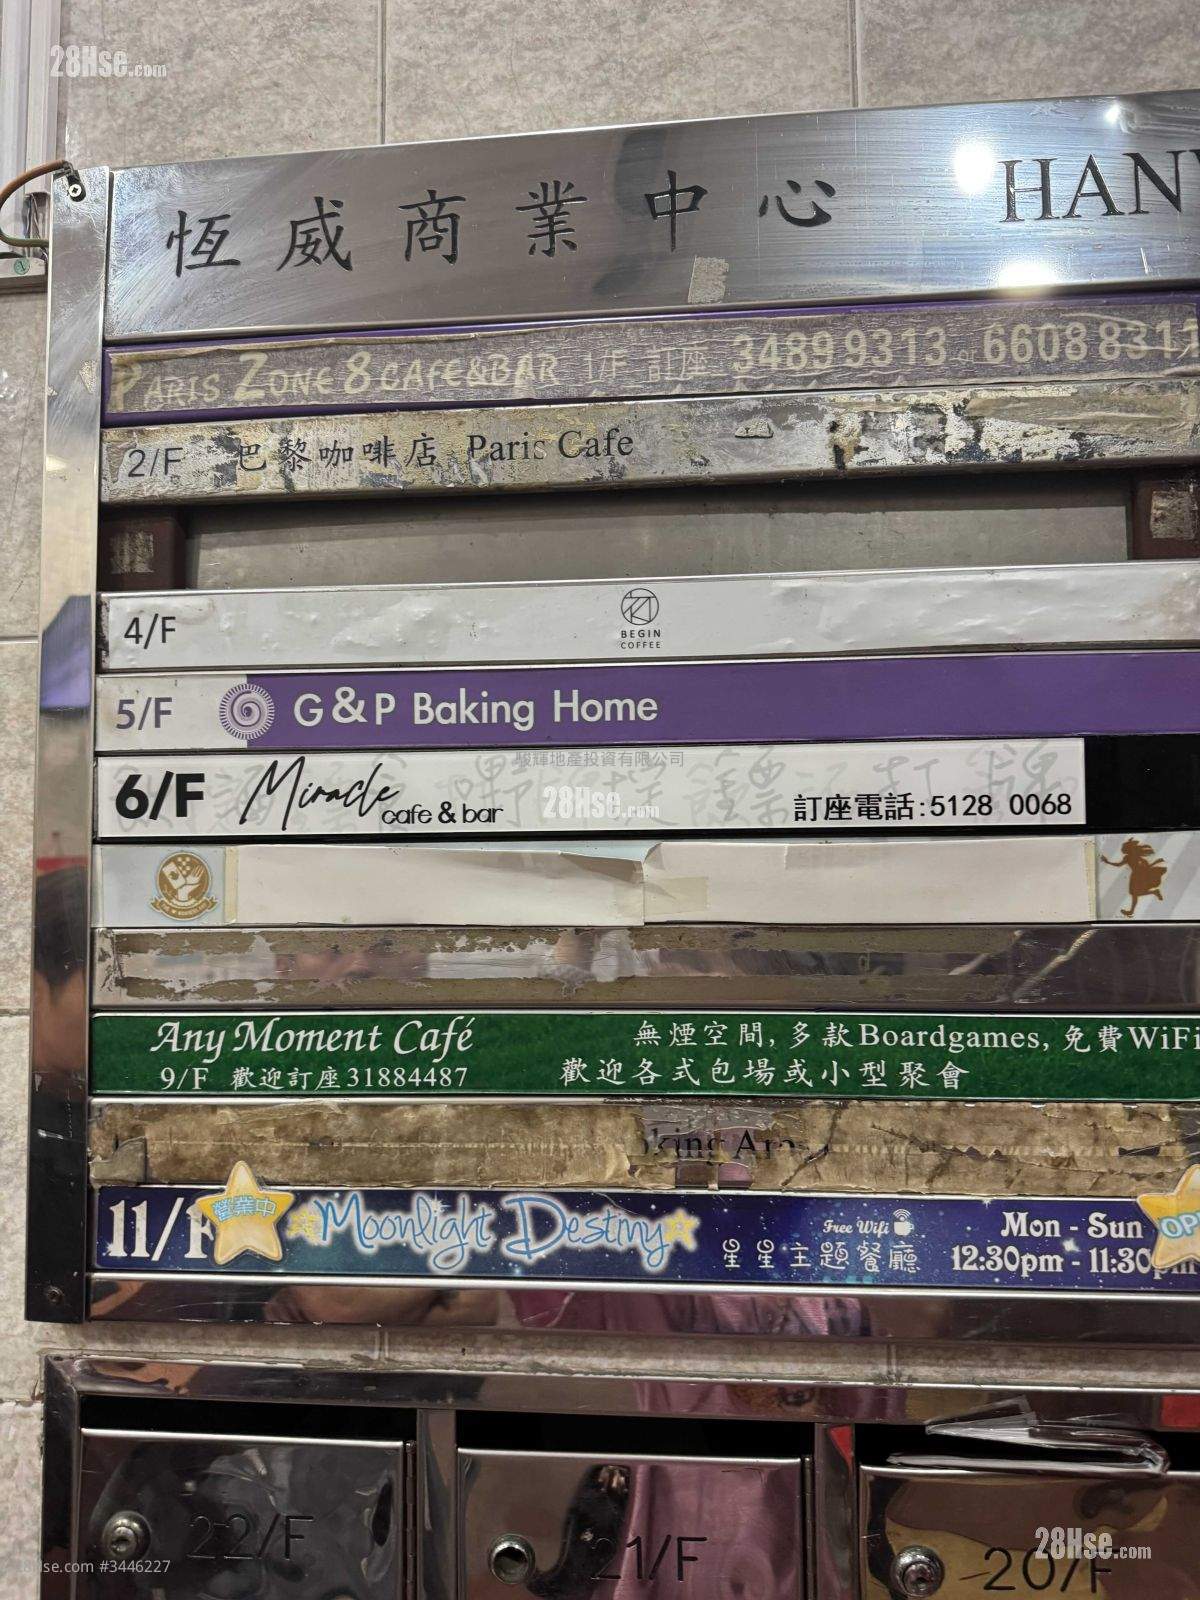 28Hse.com
恆威商業中心 HAN
PARIS ZONE 8 CAFE&BAR 1/F 訂座 3489 9313 or 6608 8311
2/F 巴黎咖啡店 Paris Cafe
4/F
BEGIN
COFFEE
5/F G&P Baking Home
駿輝地產投資有限公司
6/F Miracle cafe & bar 訂座電話:5128 0068
28Hse.com
Any Moment Café 無煙空間, 多款Boardgames, 免費WiFi
9/F 歡迎訂座31884487 歡迎各式包場或小型聚會
11/F 營業中 Moonlight Destiny Free Wifi Mon - Sun
星星主題餐廳 12:30pm - 11:30pm
22/F 21/F 20/F
28Hse.com
28Hse.com #3446227